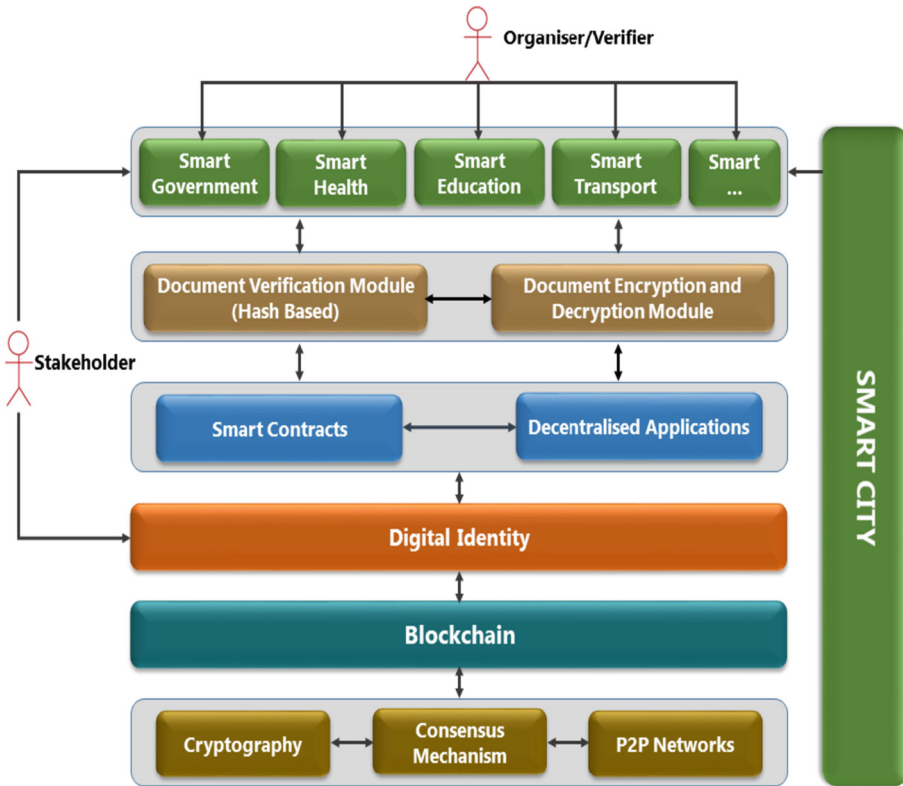 Organiser/Verifier
Smart
Government
Smart
Health
Smart
Education
Smart
Transport
Smart
...
Document Verification Module
(Hash Based)
Document Encryption and
Decryption Module
Stakeholder
Smart Contracts
Decentralised Applications
Digital Identity
Blockchain
Cryptography
Consensus
Mechanism
P2P Networks
SMART CITY